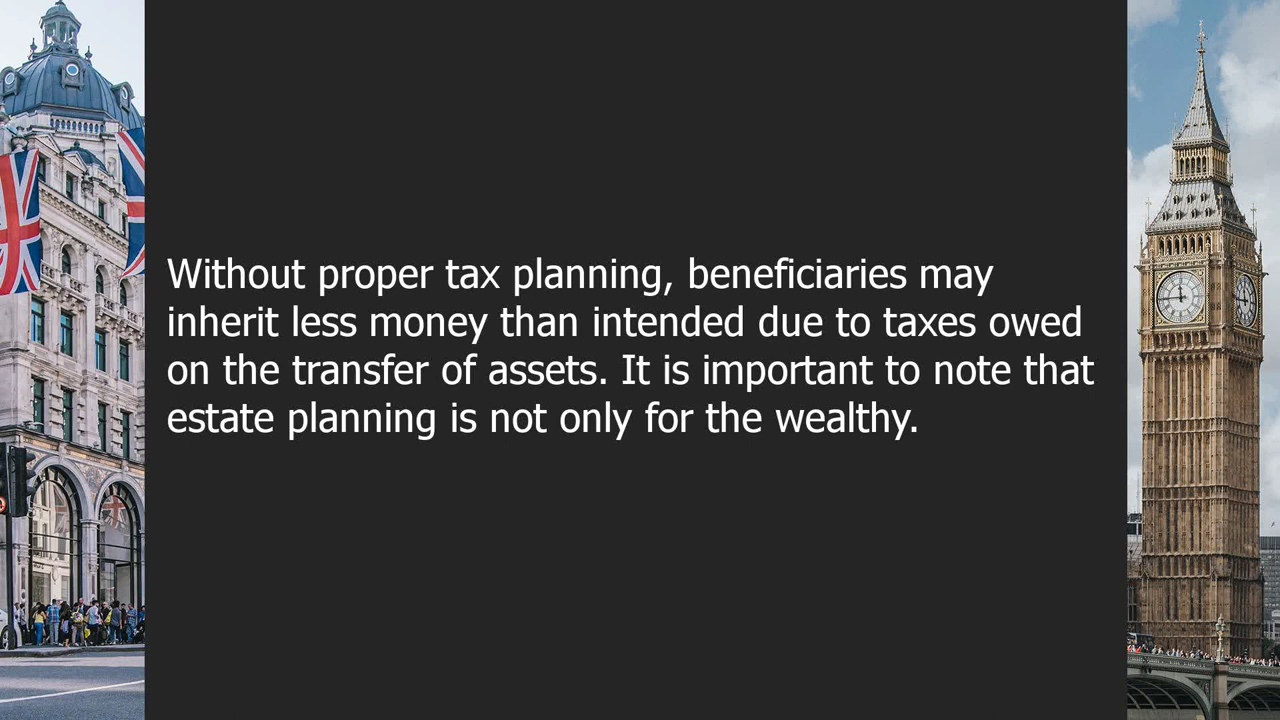 Without proper tax planning, beneficiaries may
inherit less money than intended due to taxes owed
on the transfer of assets. It is important to note that
estate planning is not only for the wealthy.